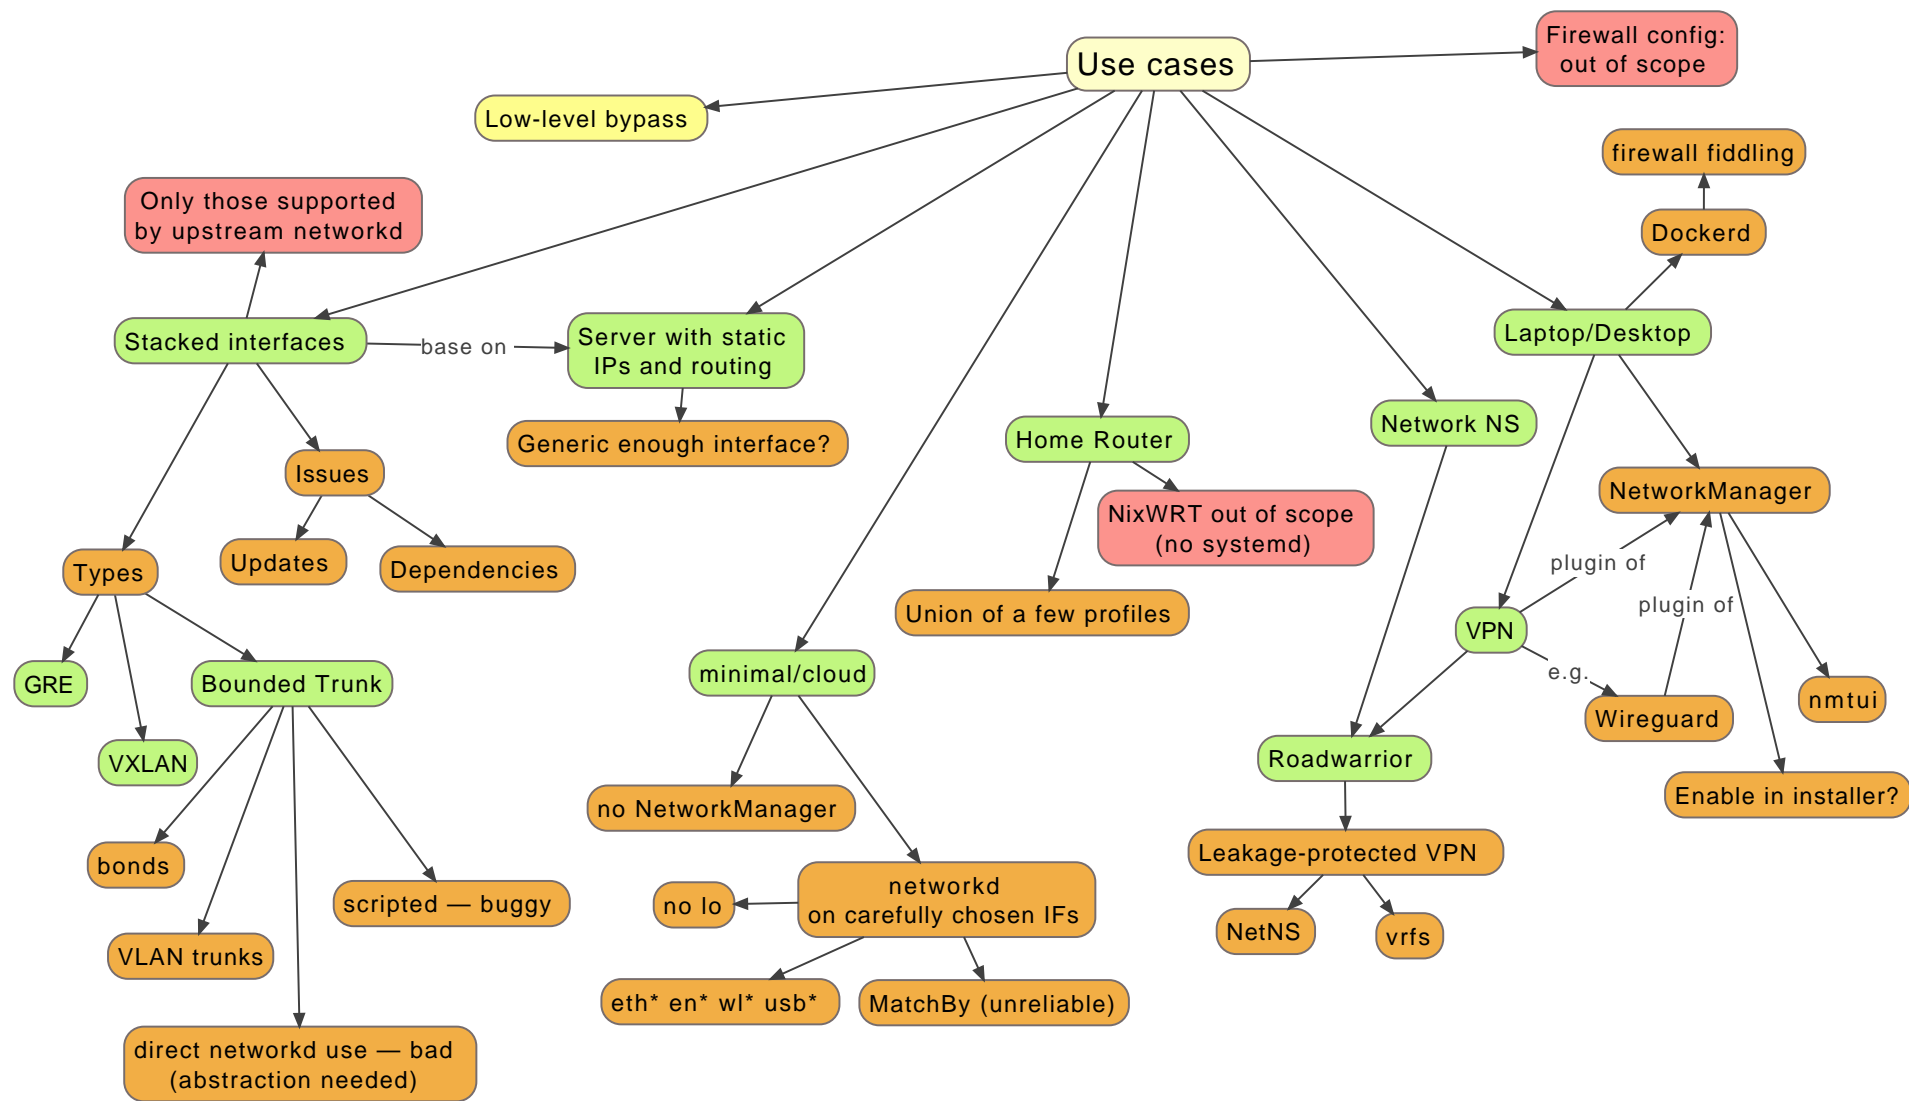 Use cases
Firewall config:
out of scope
Low-level bypass
firewall fiddling
Dockerd
Only those supported
by upstream networkd
Stacked interfaces
base on
Server with static
IPs and routing
Laptop/Desktop
Generic enough interface?
Home Router
Network NS
Issues
NetworkManager
NixWRT out of scope
(no systemd)
Updates
Dependencies
Types
plugin of
plugin of
Union of a few profiles
VPN
e.g.
GRE
Bounded Trunk
minimal/cloud
nmtui
Wireguard
VXLAN
Roadwarrior
no NetworkManager
Enable in installer?
bonds
Leakage-protected VPN
scripted — buggy
no lo
networkd
on carefully chosen IFs
NetNS
vrfs
VLAN trunks
eth* en* wl* usb*
MatchBy (unreliable)
direct networkd use — bad
(abstraction needed)